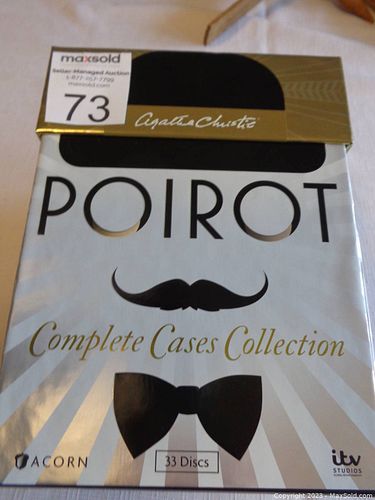 maxsold
Seller-Managed Auction
1-877-257-7799
maxsold.com
73
Agatha Christie
POIROT
Complete Cases Collection
ACORN
33 Discs
itv
STUDIOS
Copyright 2023 - MaxSold.com